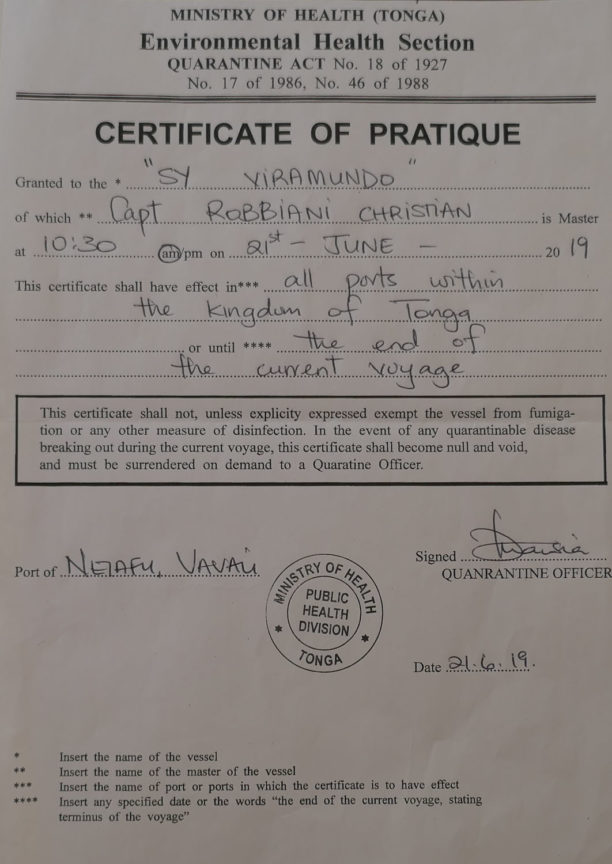 MINISTRY OF HEALTH (TONGA)
Environmental Health Section
QUARANTINE ACT No. 18 of 1927
No. 17 of 1986, No. 46 of 1988
CERTIFICATE OF PRATIQUE
Granted to the * "SY VIRAMUNDO"
of which ** Capt ROBBIANI CHRISTIAN is Master
at 10:30 am/pm on 21st - JUNE - 2019
This certificate shall have effect in*** all ports within
the kingdom of Tonga
or until **** the end of
the current voyage
This certificate shall not, unless explicity expressed exempt the vessel from fumiga-
tion or any other measure of disinfection. In the event of any quarantinable disease
breaking out during the current voyage, this certificate shall become null and void,
and must be surrendered on demand to a Quaratine Officer.
Port of NEIAFU, VAVAU
Signed
QUANRANTINE OFFICER
MINISTRY OF HEALTH
PUBLIC
HEALTH
DIVISION
TONGA
Date 21.6.19.
* Insert the name of the vessel
** Insert the name of the master of the vessel
*** Insert the name of port or ports in which the certificate is to have effect
**** Insert any specified date or the words "the end of the current voyage, stating
terminus of the voyage"